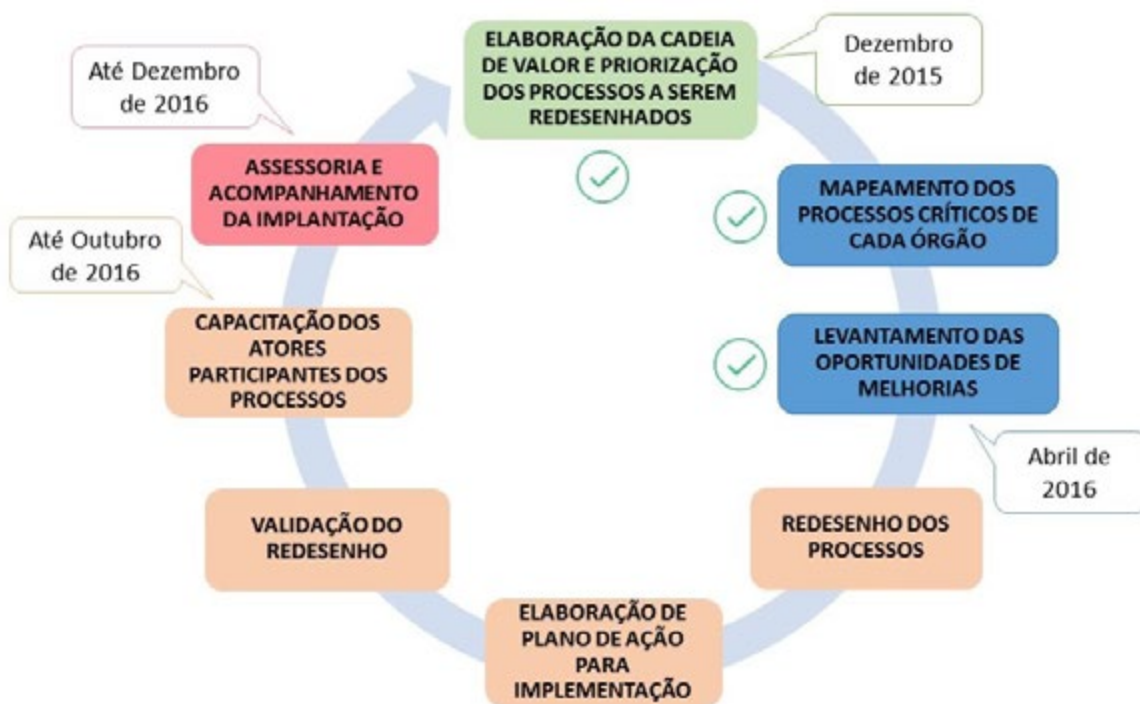 ELABORAÇÃO DA CADEIA
DE VALOR E PRIORIZAÇÃO
DOS PROCESSOS A SEREM
REDESENHADOS
Dezembro
de 2015
MAPEAMENTO DOS
PROCESSOS CRÍTICOS DE
CADA ÓRGÃO
LEVANTAMENTO DAS
OPORTUNIDADES DE
MELHORIAS
Abril de
2016
REDESENHO DOS
PROCESSOS
ELABORAÇÃO DE
PLANO DE AÇÃO
PARA
IMPLEMENTAÇÃO
VALIDAÇÃO DO
REDESENHO
CAPACITAÇÃO DOS
ATORES
PARTICIPANTES DOS
PROCESSOS
Até Outubro
de 2016
ASSESSORIA E
ACOMPANHAMENTO
DA IMPLANTAÇÃO
Até Dezembro
de 2016